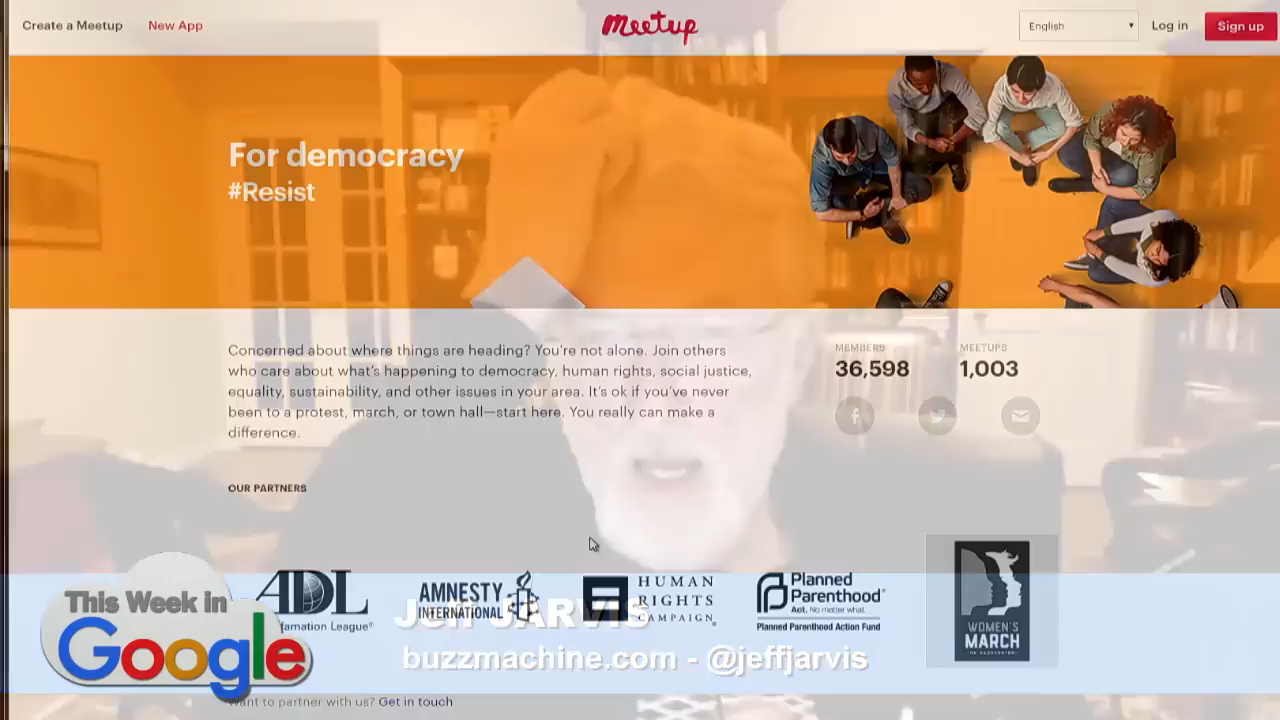 Create a Meetup New App Meetup English Log in Sign up
For democracy
#Resist
Concerned about where things are heading? You're not alone. Join others
who care about what's happening to democracy, human rights, social justice,
equality, sustainability, and other issues in your area. It's ok if you've never
been to a protest, march, or town hall—start here. You really can make a
difference.
MEMBERS MEETUPS
36,598 1,003
OUR PARTNERS
ADL
famation League®
AMNESTY
INTERNATIONAL
HUMAN
RIGHTS
CAMPAIGN®
Planned
Parenthood®
Act. No matter what.
Planned Parenthood Action Fund
WOMEN'S
MARCH
This Week in
Google
Jeff JARVIS
buzzmachine.com - @jeffjarvis
Want to partner with us? Get in touch